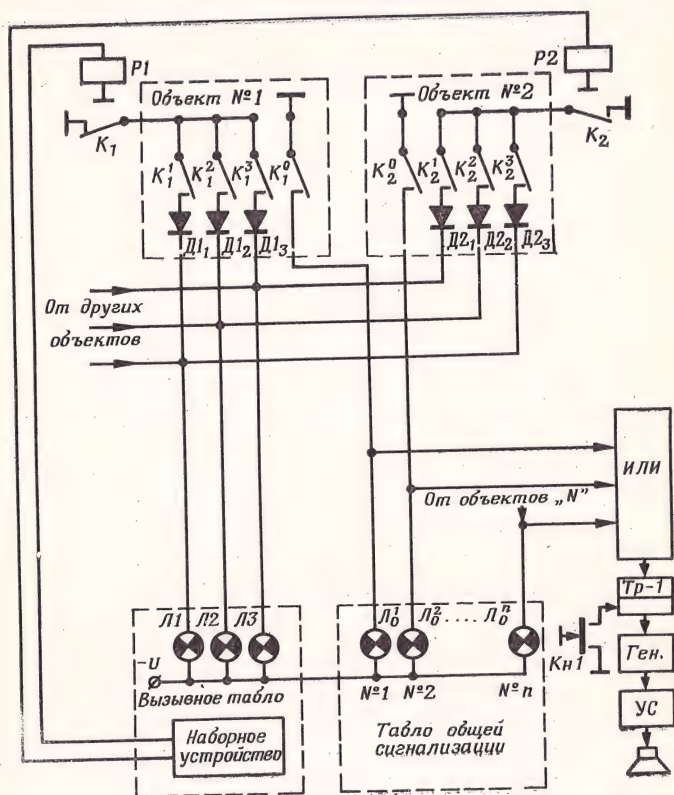 P1
P2
Объект №1
Объект №2
K₁
K₂
K₁¹
K₁²
K₁³
K₁⁰
K₂⁰
K₂¹
K₂²
K₂³
Д1₁
Д1₂
Д1₃
Д2₁
Д2₂
Д2₃
От других
объектов
ИЛИ
От объектов „N"
Тр-1
Кн1
Ген.
УС
Л1
Л2
Л3
-U
Вызывное табло
Наборное
устройство
Л₀¹
Л₀²
....
Л₀ⁿ
№1
№2
№n
Табло общей
сигнализации